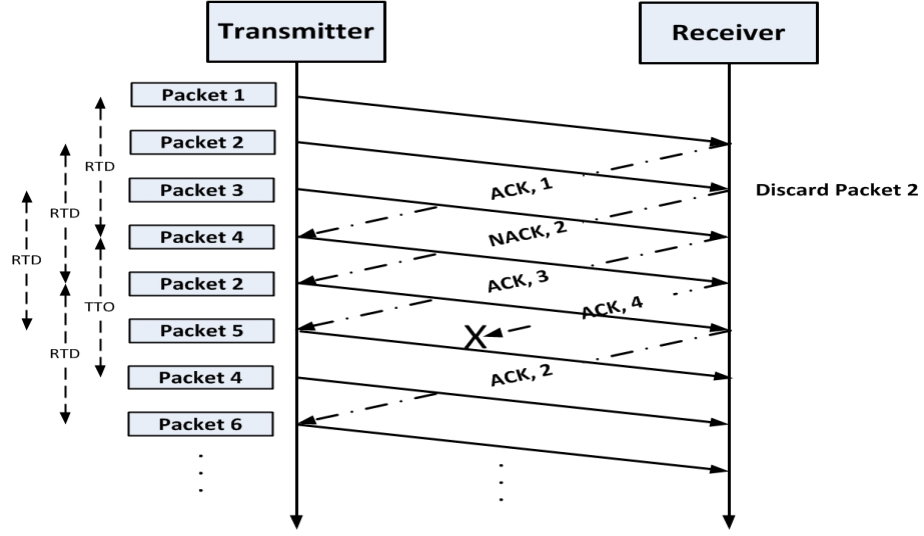 Transmitter
Receiver
Packet 1
Packet 2
RTD
ACK, 1
Packet 3
Discard Packet 2
RTD
Packet 4
NACK, 2
RTD
Packet 2
ACK, 3
TTO
ACK, 4
Packet 5
X
RTD
Packet 4
ACK, 2
Packet 6